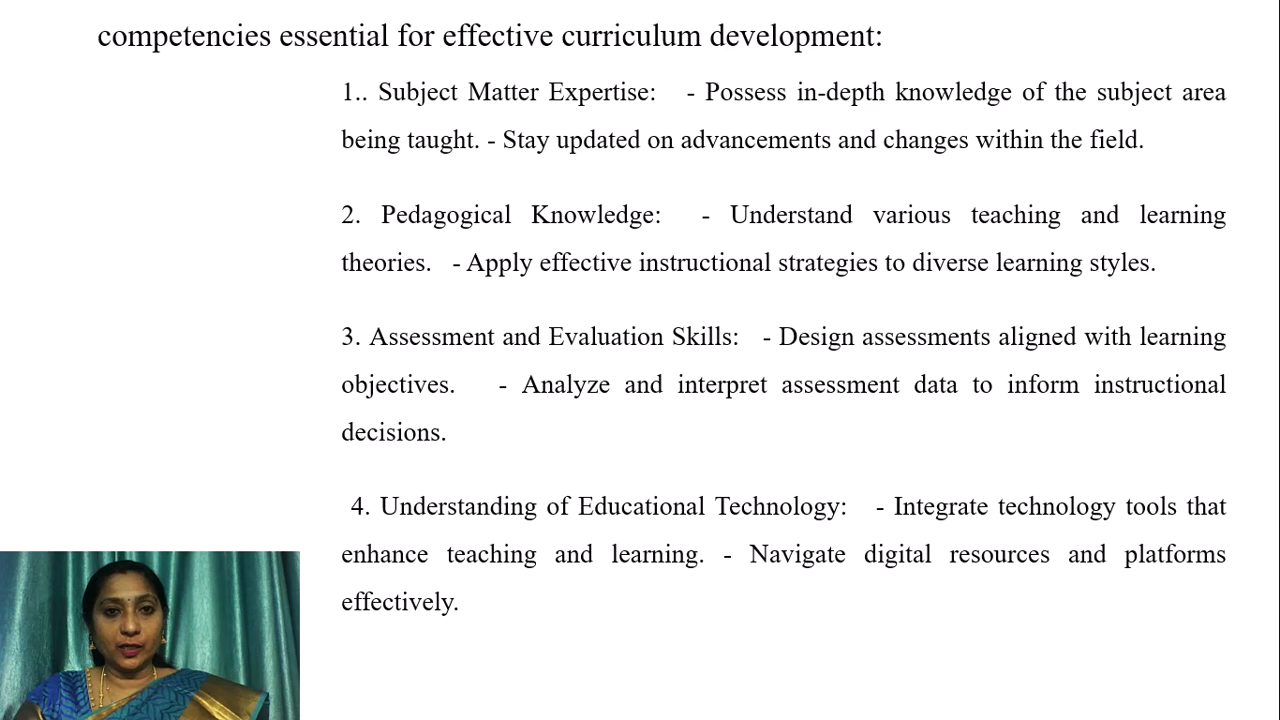 competencies essential for effective curriculum development:
1.. Subject Matter Expertise: - Possess in-depth knowledge of the subject area
being taught. - Stay updated on advancements and changes within the field.
2. Pedagogical Knowledge: - Understand various teaching and learning
theories. - Apply effective instructional strategies to diverse learning styles.
3. Assessment and Evaluation Skills: - Design assessments aligned with learning
objectives. - Analyze and interpret assessment data to inform instructional
decisions.
4. Understanding of Educational Technology: - Integrate technology tools that
enhance teaching and learning. - Navigate digital resources and platforms
effectively.